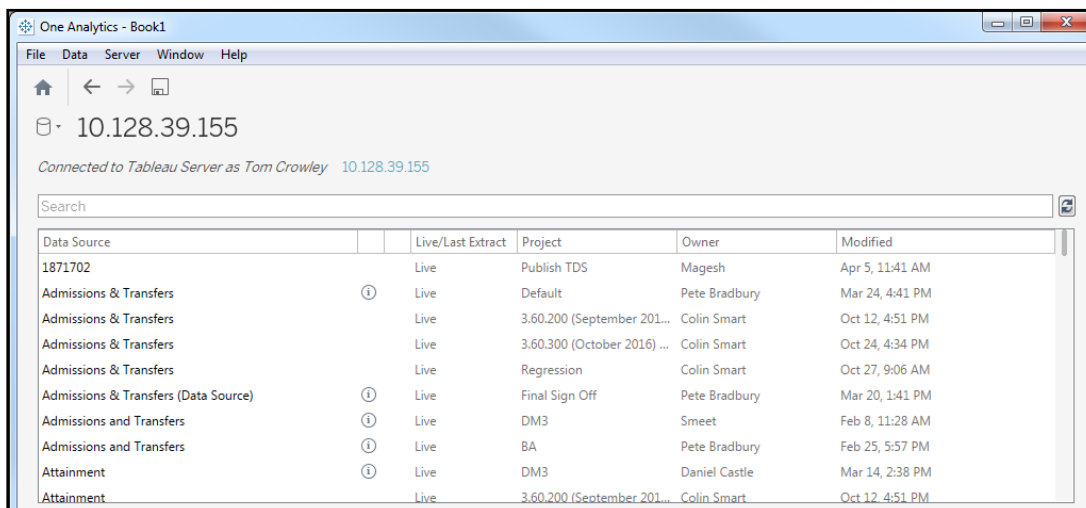 One Analytics - Book1
File Data Server Window Help
10.128.39.155
Connected to Tableau Server as Tom Crowley 10.128.39.155
Search
Data Source Live/Last Extract Project Owner Modified
1871702 Live Publish TDS Magesh Apr 5, 11:41 AM
Admissions & Transfers Live Default Pete Bradbury Mar 24, 4:41 PM
Admissions & Transfers Live 3.60.200 (September 201... Colin Smart Oct 12, 4:51 PM
Admissions & Transfers Live 3.60.300 (October 2016) ... Colin Smart Oct 24, 4:34 PM
Admissions & Transfers Live Regression Colin Smart Oct 27, 9:06 AM
Admissions & Transfers (Data Source) Live Final Sign Off Pete Bradbury Mar 20, 1:41 PM
Admissions and Transfers Live DM3 Smeet Feb 8, 11:28 AM
Admissions and Transfers Live BA Pete Bradbury Feb 25, 5:57 PM
Attainment Live DM3 Daniel Castle Mar 14, 2:38 PM
Attainment Live 3.60.200 (September 201... Colin Smart Oct 12, 4:51 PM